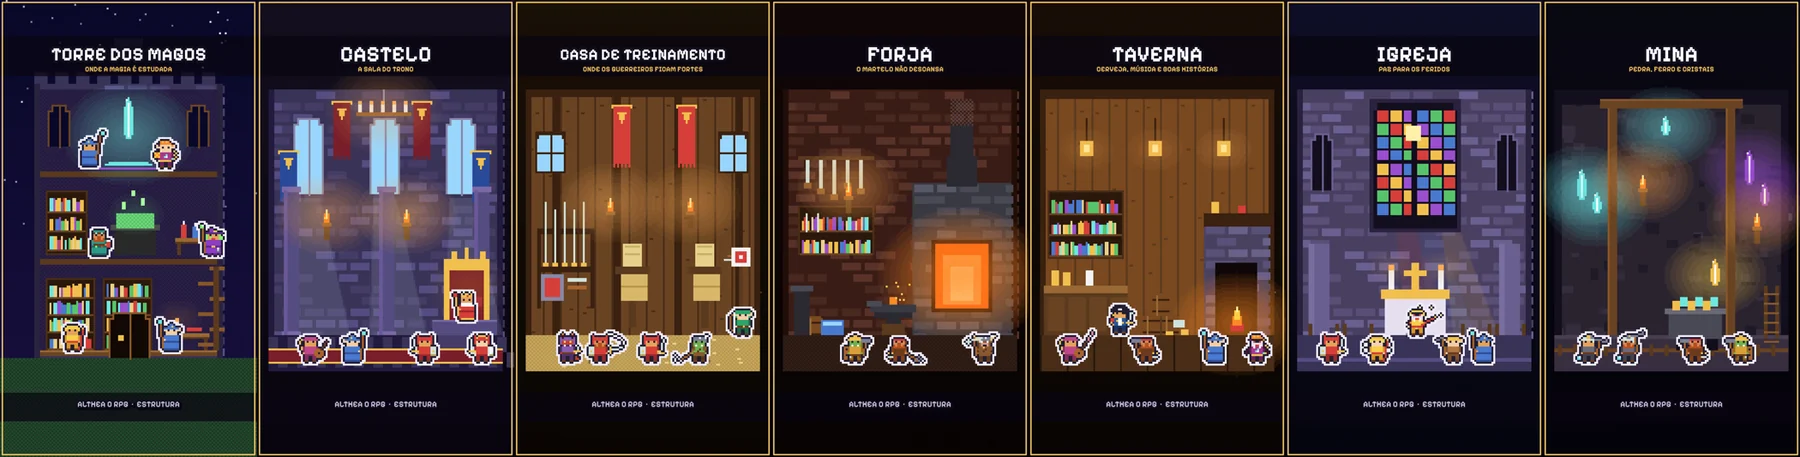 TORRE DOS MAGOS
ONDE A MAGIA É ESTUDADA
ALTHEA O RPG · ESTRUTURA
CASTELO
A SALA DO TRONO
ALTHEA O RPG · ESTRUTURA
CASA DE TREINAMENTO
ONDE OS GUERREIROS FICAM FORTES
ALTHEA O RPG · ESTRUTURA
FORJA
O MARTELO NÃO DESCANSA
ALTHEA O RPG · ESTRUTURA
TAVERNA
CERVEJA, MÚSICA E BOAS HISTÓRIAS
ALTHEA O RPG · ESTRUTURA
IGREJA
PAZ PARA OS FERIDOS
ALTHEA O RPG · ESTRUTURA
MINA
PEDRA, FERRO E CRISTAIS
ALTHEA O RPG · ESTRUTURA